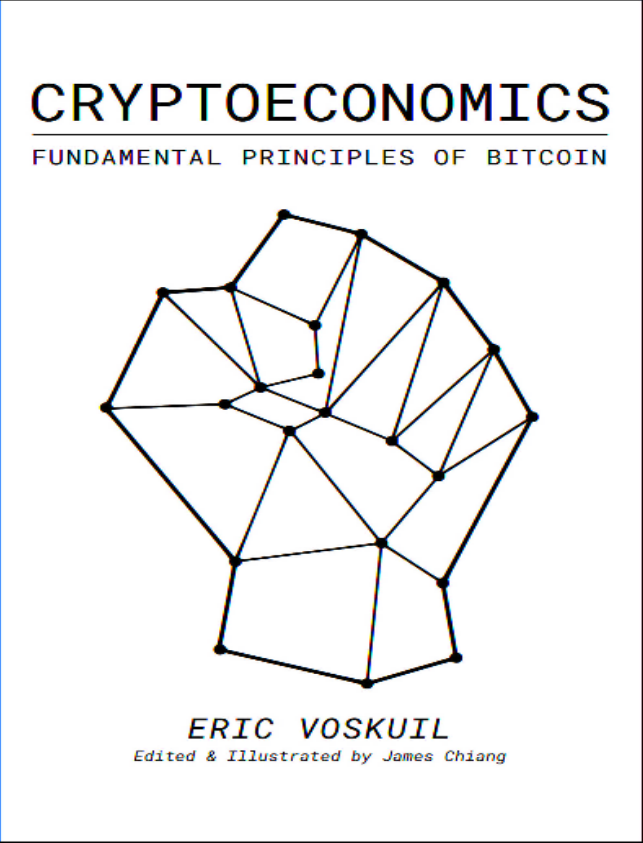 CRYPTOECONOMICS
FUNDAMENTAL PRINCIPLES OF BITCOIN
ERIC VOSKUIL
Edited & Illustrated by James Chiang